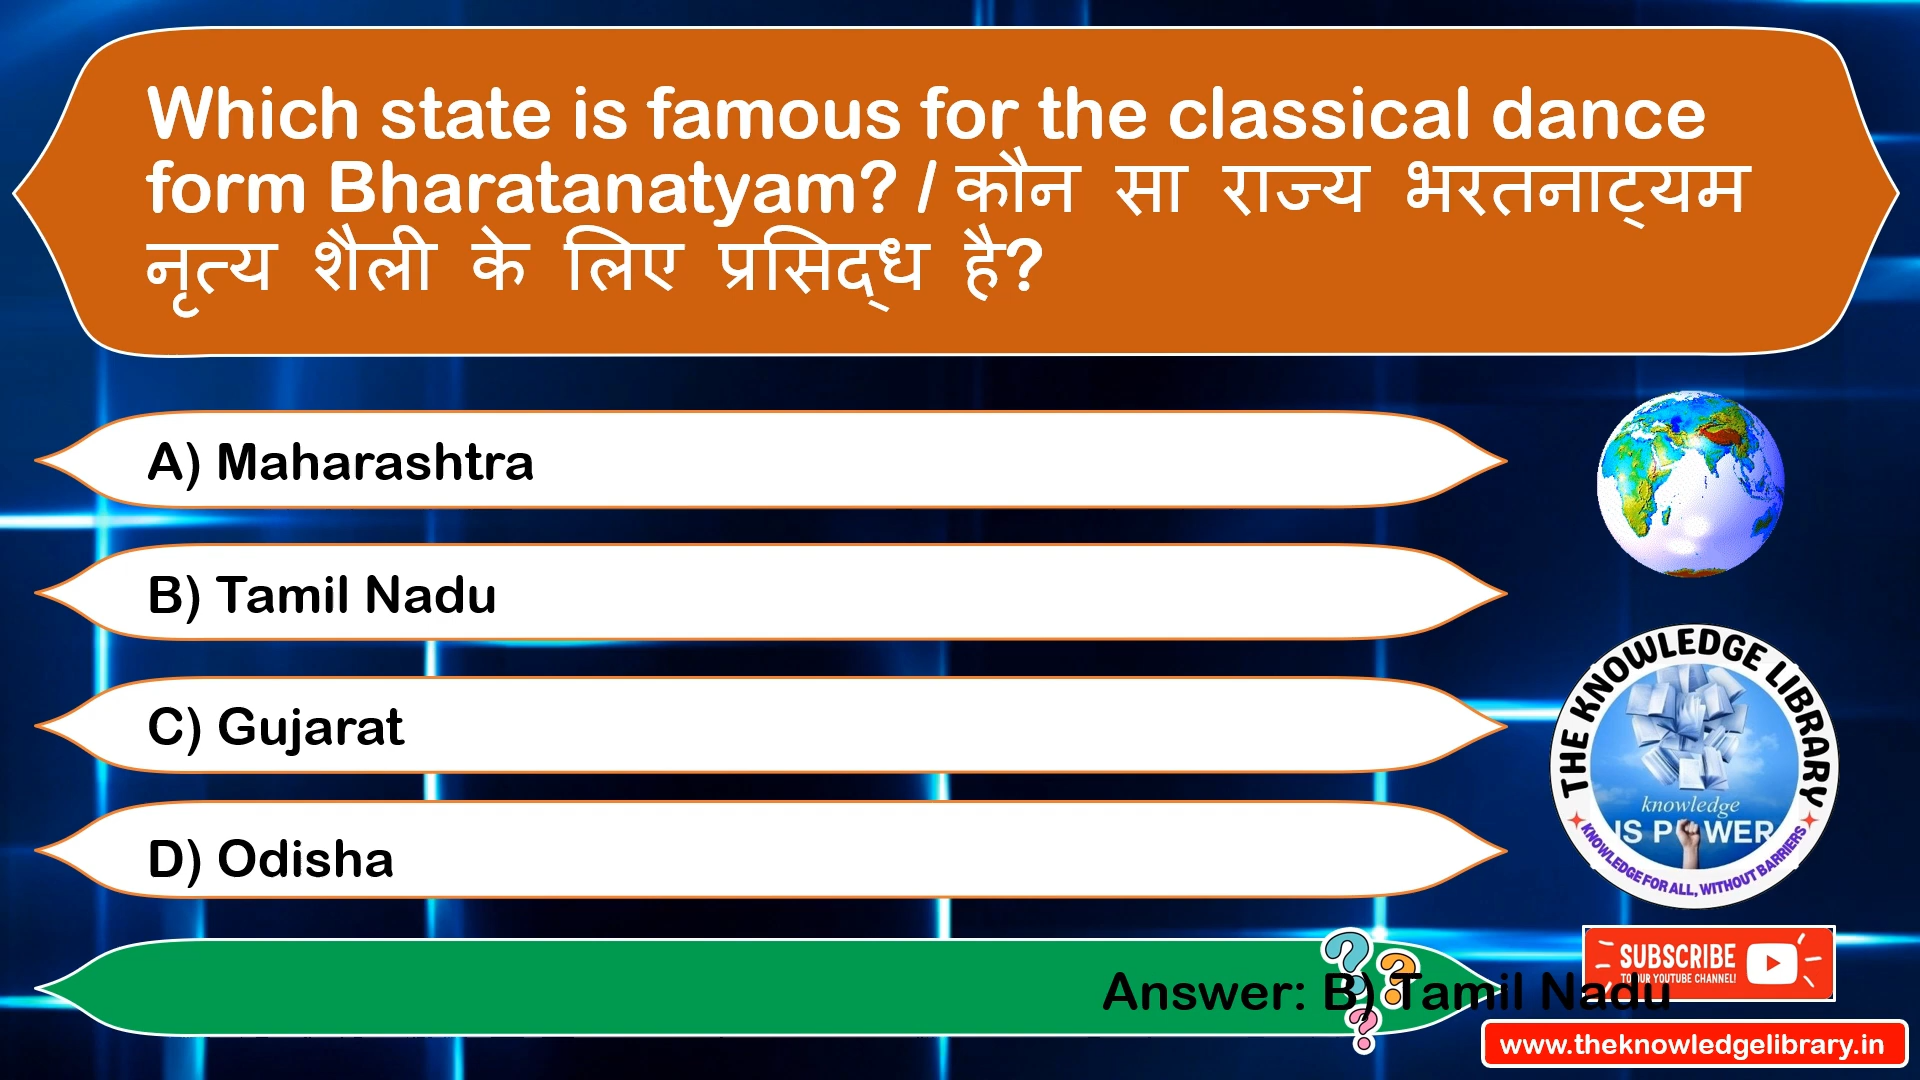 Which state is famous for the classical dance
form Bharatanatyam? / कौन सा राज्य भरतनाट्यम
नृत्य शैली के लिए प्रसिद्ध है?
A) Maharashtra
B) Tamil Nadu
C) Gujarat
D) Odisha
THE KNOWLEDGE LIBRARY
knowledge
IS POWER
KNOWLEDGE FOR ALL, WITHOUT BARRIERS
SUBSCRIBE
TO OUR YOUTUBE CHANNEL!
Answer: B) Tamil Nadu
www.theknowledgelibrary.in